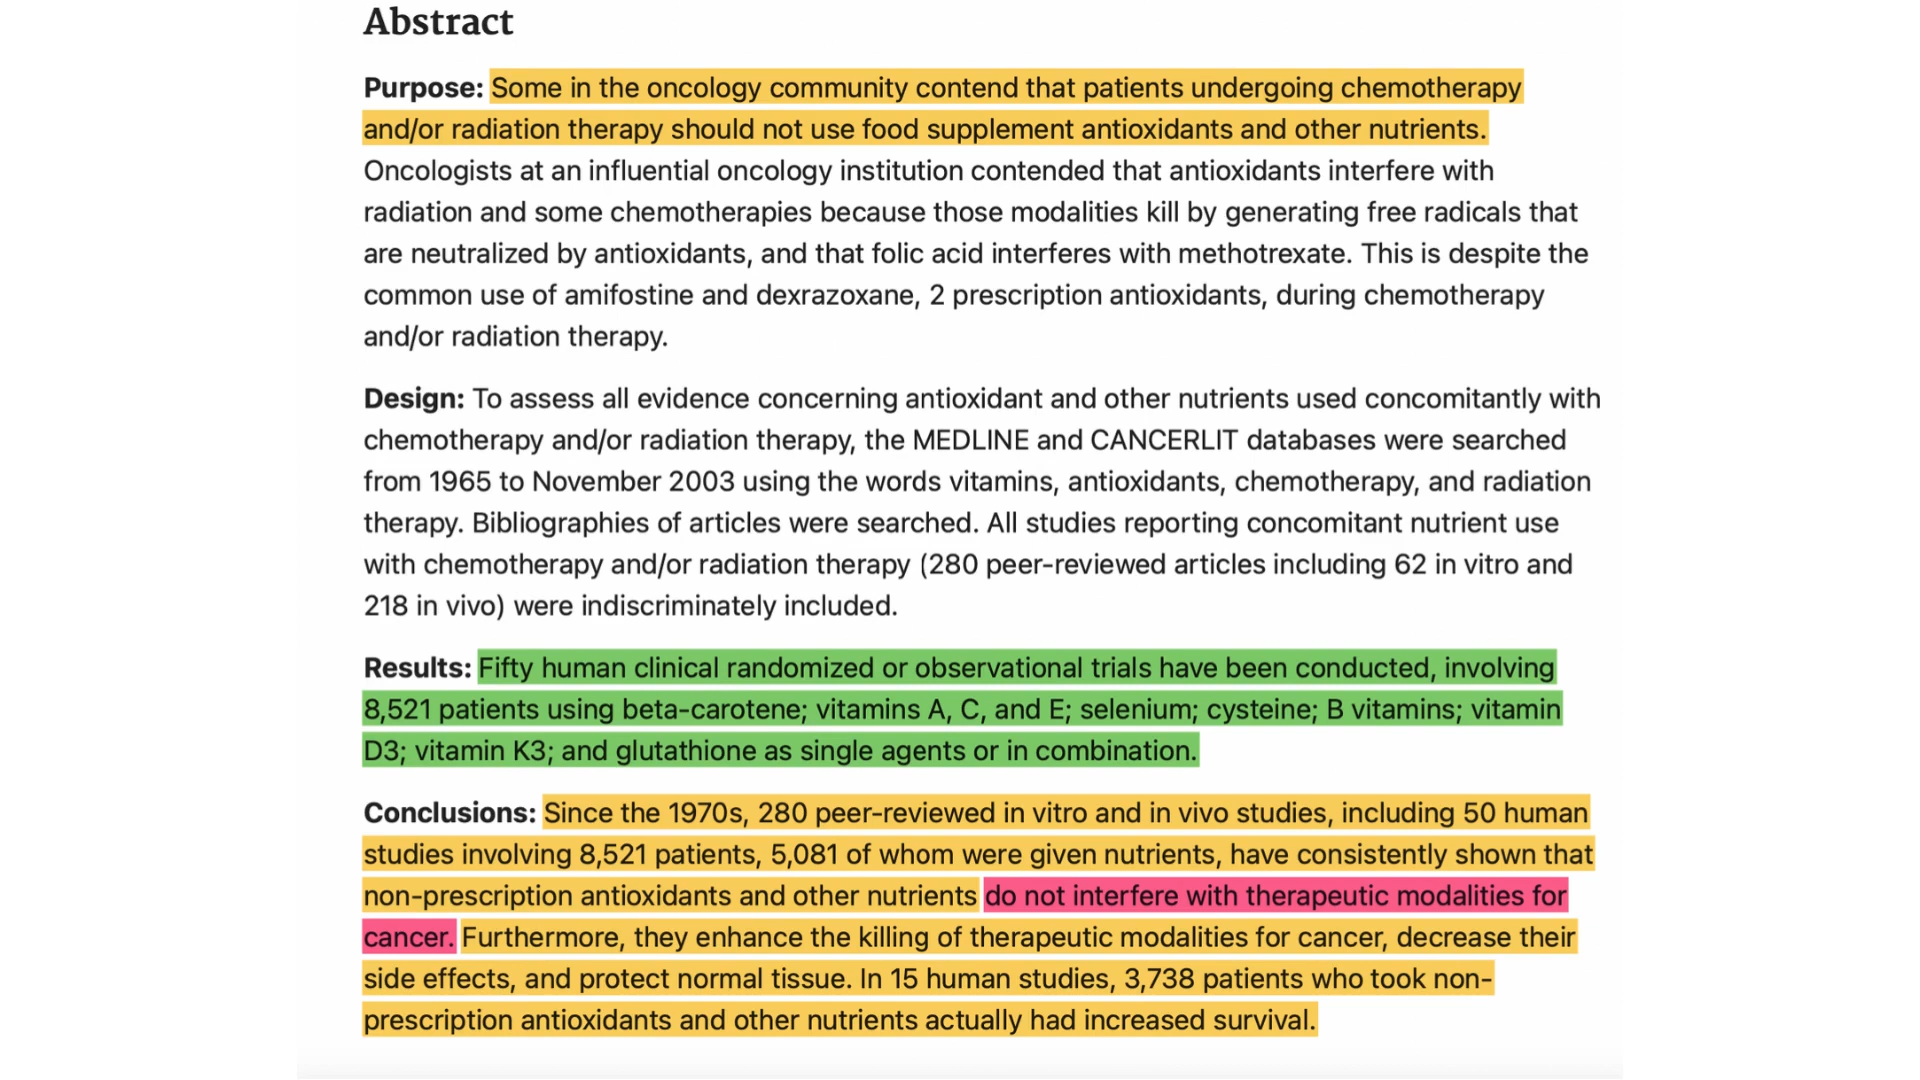 Abstract
Purpose: Some in the oncology community contend that patients undergoing chemotherapy
and/or radiation therapy should not use food supplement antioxidants and other nutrients.
Oncologists at an influential oncology institution contended that antioxidants interfere with
radiation and some chemotherapies because those modalities kill by generating free radicals that
are neutralized by antioxidants, and that folic acid interferes with methotrexate. This is despite the
common use of amifostine and dexrazoxane, 2 prescription antioxidants, during chemotherapy
and/or radiation therapy.
Design: To assess all evidence concerning antioxidant and other nutrients used concomitantly with
chemotherapy and/or radiation therapy, the MEDLINE and CANCERLIT databases were searched
from 1965 to November 2003 using the words vitamins, antioxidants, chemotherapy, and radiation
therapy. Bibliographies of articles were searched. All studies reporting concomitant nutrient use
with chemotherapy and/or radiation therapy (280 peer-reviewed articles including 62 in vitro and
218 in vivo) were indiscriminately included.
Results: Fifty human clinical randomized or observational trials have been conducted, involving
8,521 patients using beta-carotene; vitamins A, C, and E; selenium; cysteine; B vitamins; vitamin
D3; vitamin K3; and glutathione as single agents or in combination.
Conclusions: Since the 1970s, 280 peer-reviewed in vitro and in vivo studies, including 50 human
studies involving 8,521 patients, 5,081 of whom were given nutrients, have consistently shown that
non-prescription antioxidants and other nutrients do not interfere with therapeutic modalities for
cancer. Furthermore, they enhance the killing of therapeutic modalities for cancer, decrease their
side effects, and protect normal tissue. In 15 human studies, 3,738 patients who took non-
prescription antioxidants and other nutrients actually had increased survival.